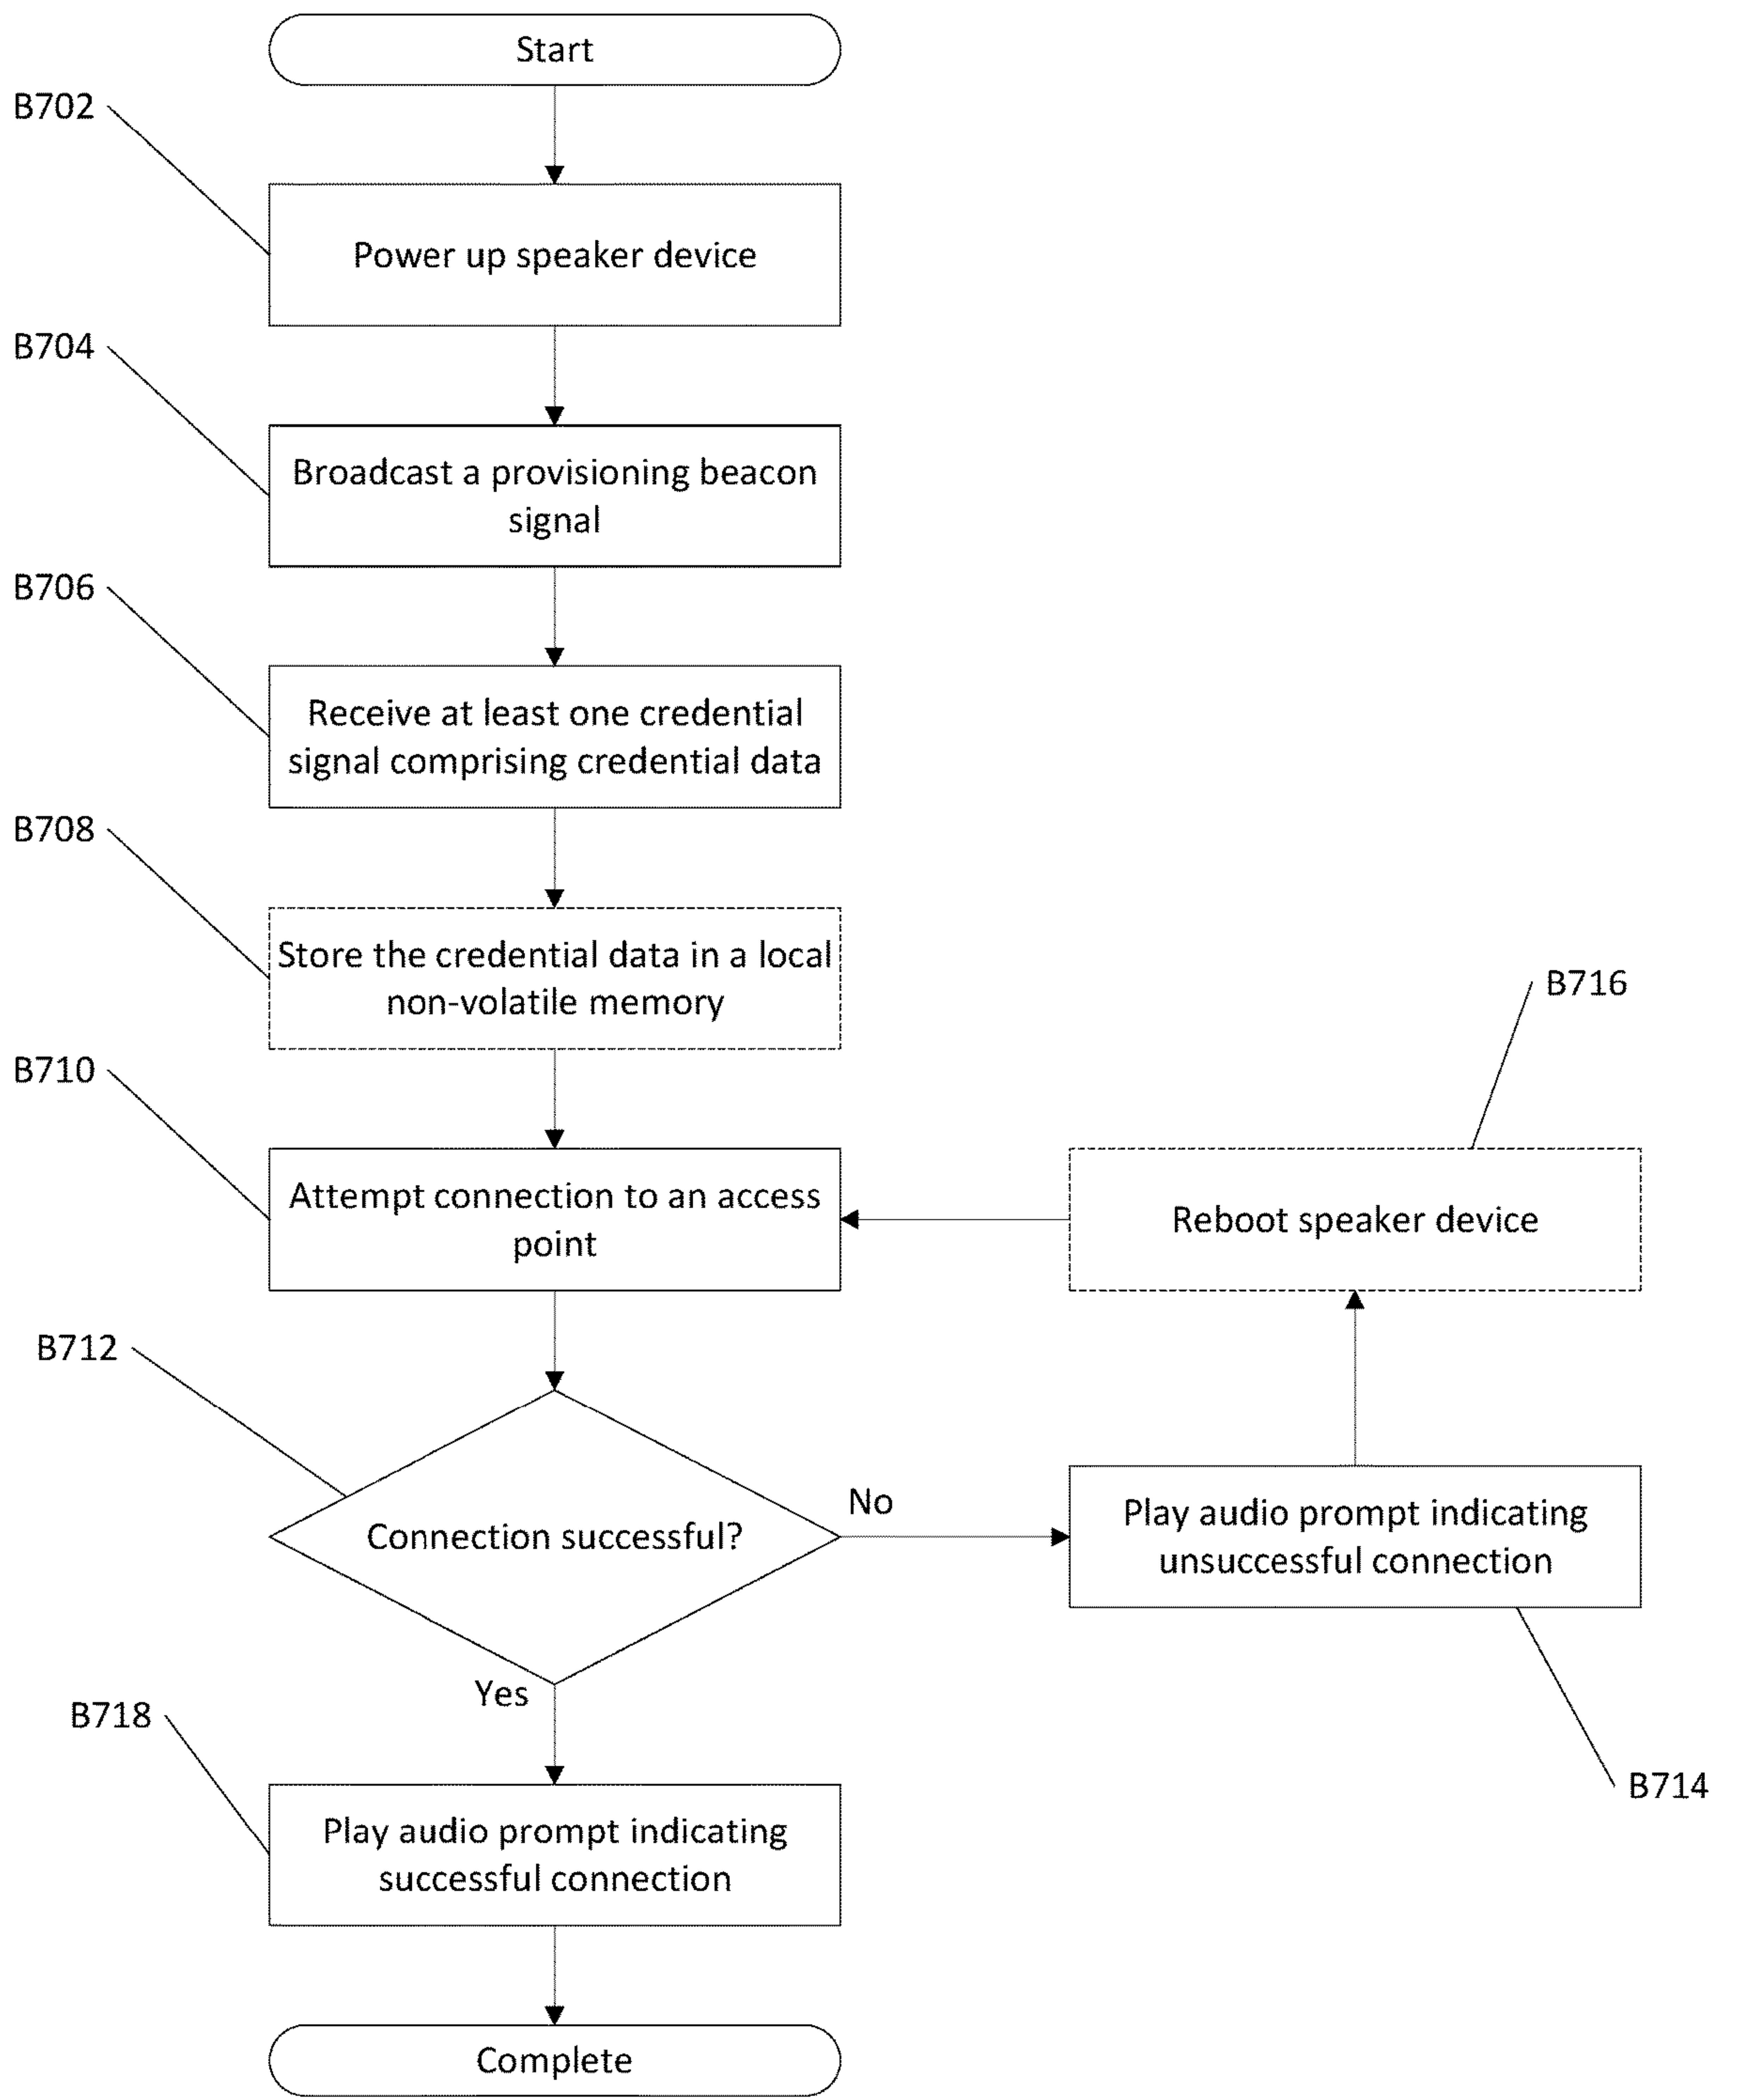 Start
B702
Power up speaker device
B704
Broadcast a provisioning beacon
signal
B706
Receive at least one credential
signal comprising credential data
B708
Store the credential data in a local
non-volatile memory
B716
B710
Attempt connection to an access
point
Reboot speaker device
B712
Connection successful?
No
Play audio prompt indicating
unsuccessful connection
Yes
B718
B714
Play audio prompt indicating
successful connection
Complete